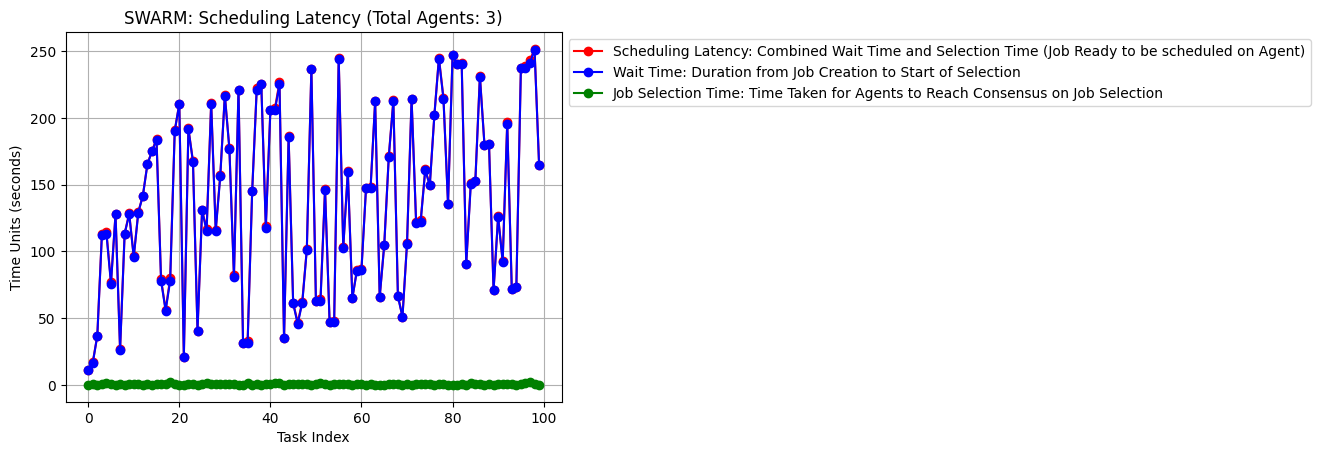 SWARM: Scheduling Latency (Total Agents: 3)
Scheduling Latency: Combined Wait Time and Selection Time (Job Ready to be scheduled on Agent)
Wait Time: Duration from Job Creation to Start of Selection
Job Selection Time: Time Taken for Agents to Reach Consensus on Job Selection
Time Units (seconds)
250
200
150
100
50
0
0 20 40 60 80 100
Task Index